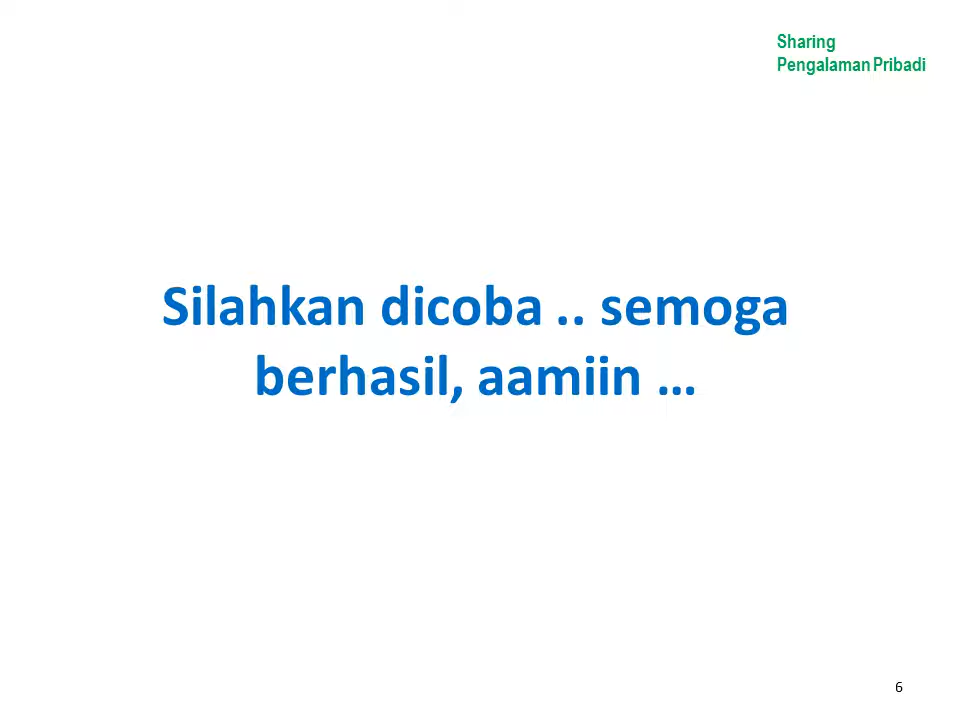 Sharing
Pengalaman Pribadi
Silahkan dicoba .. semoga
berhasil, aamiin ...
6